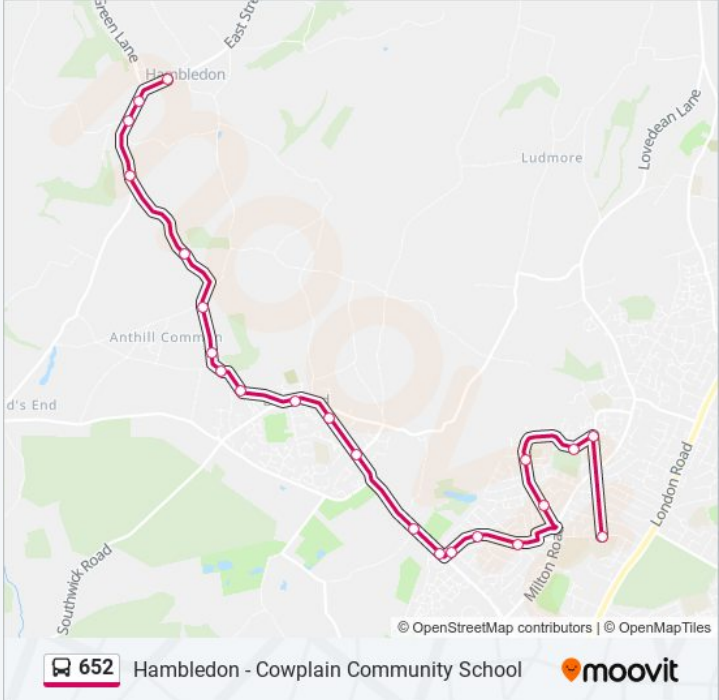 Green Lane
East Stre
Hambledon
Lovedean Lane
Ludmore
Anthill Common
d's End
London Road
Milton Road
Southwick Road
© OpenStreetMap contributors | © OpenMapTiles
652 Hambledon - Cowplain Community School moovit